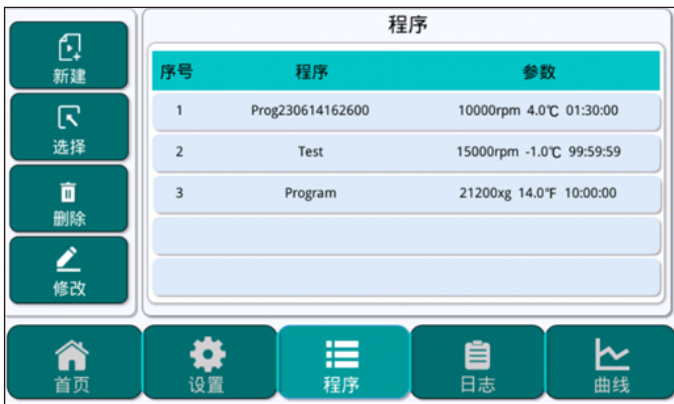 程序
新建
选择
删除
修改
序号 程序 参数
1 Prog230614162600 10000rpm 4.0℃ 01:30:00
2 Test 15000rpm -1.0℃ 99:59:59
3 Program 21200xg 14.0℉ 10:00:00
首页 设置 程序 日志 曲线